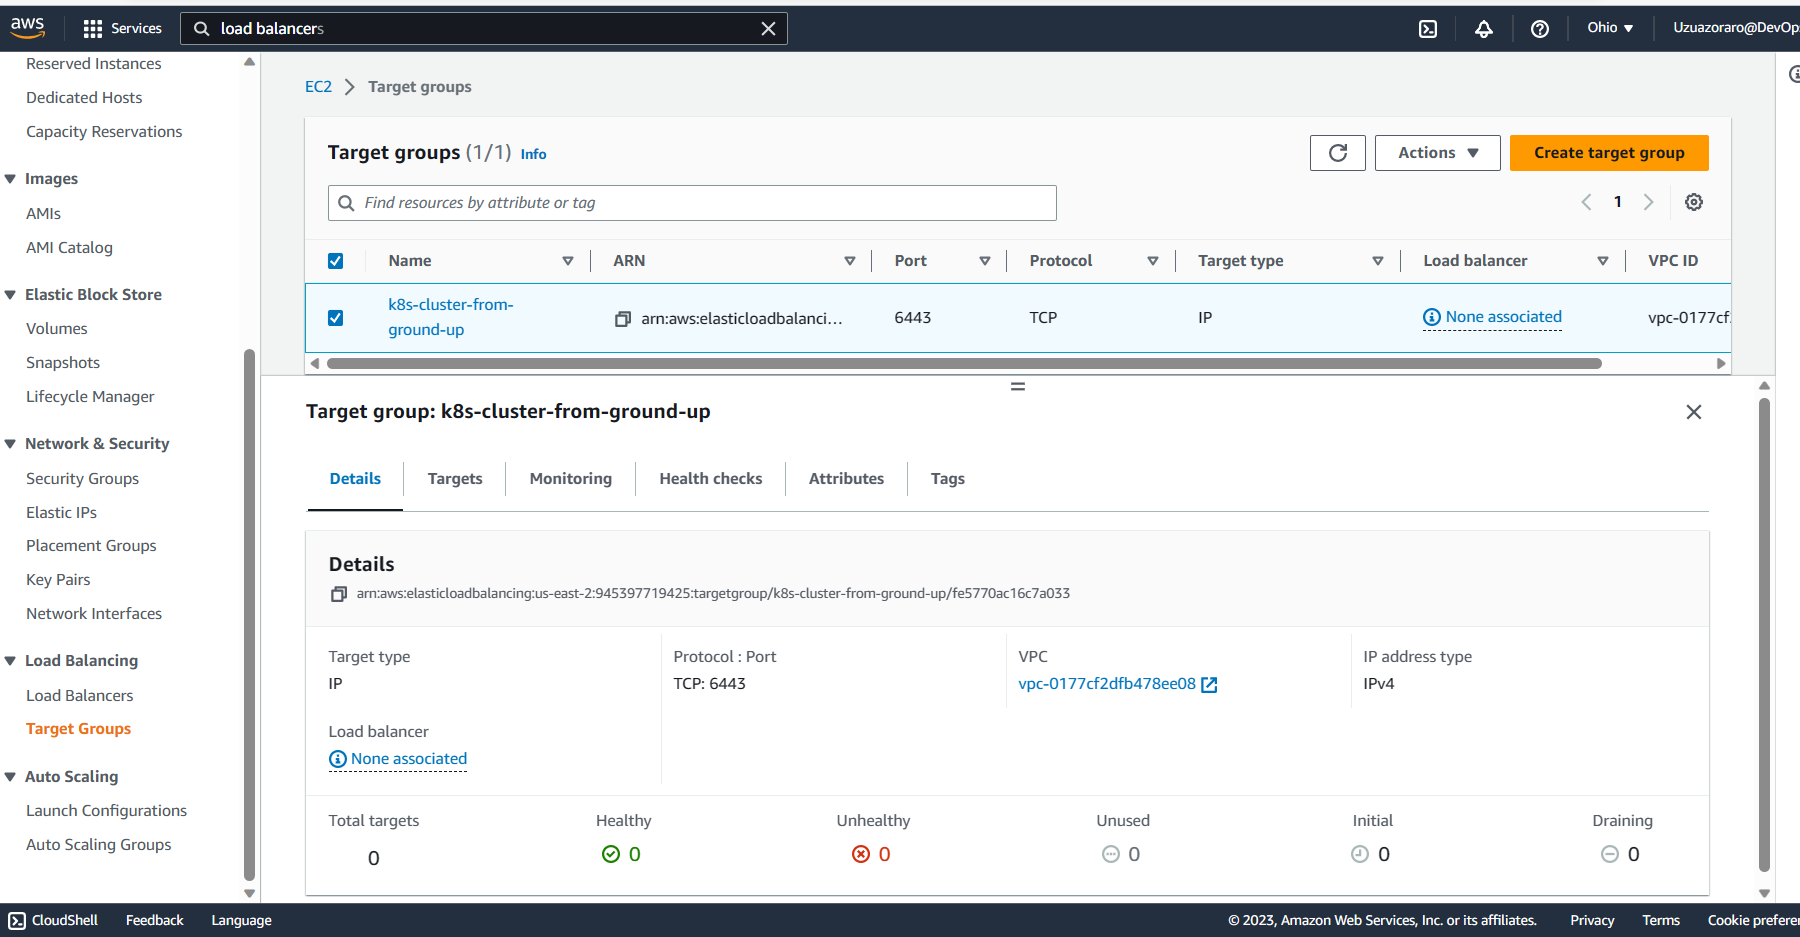 aws
Services
load balancers
Ohio
Uzuazoraro@DevOps
Reserved Instances
Dedicated Hosts
Capacity Reservations
Images
AMIs
AMI Catalog
Elastic Block Store
Volumes
Snapshots
Lifecycle Manager
Network & Security
Security Groups
Elastic IPs
Placement Groups
Key Pairs
Network Interfaces
Load Balancing
Load Balancers
Target Groups
Auto Scaling
Launch Configurations
Auto Scaling Groups
EC2
Target groups
Target groups (1/1) Info
Actions
Create target group
Find resources by attribute or tag
1
Name ARN Port Protocol Target type Load balancer VPC ID
k8s-cluster-from-
ground-up
arn:aws:elasticloadbalanci... 6443 TCP IP None associated vpc-0177cf
Target group: k8s-cluster-from-ground-up
Details Targets Monitoring Health checks Attributes Tags
Details
arn:aws:elasticloadbalancing:us-east-2:945397719425:targetgroup/k8s-cluster-from-ground-up/fe5770ac16c7a033
Target type
IP
Protocol : Port
TCP: 6443
VPC
vpc-0177cf2dfb478ee08
IP address type
IPv4
Load balancer
None associated
Total targets
0
Healthy
0
Unhealthy
0
Unused
0
Initial
0
Draining
0
CloudShell Feedback Language
© 2023, Amazon Web Services, Inc. or its affiliates. Privacy Terms Cookie prefere